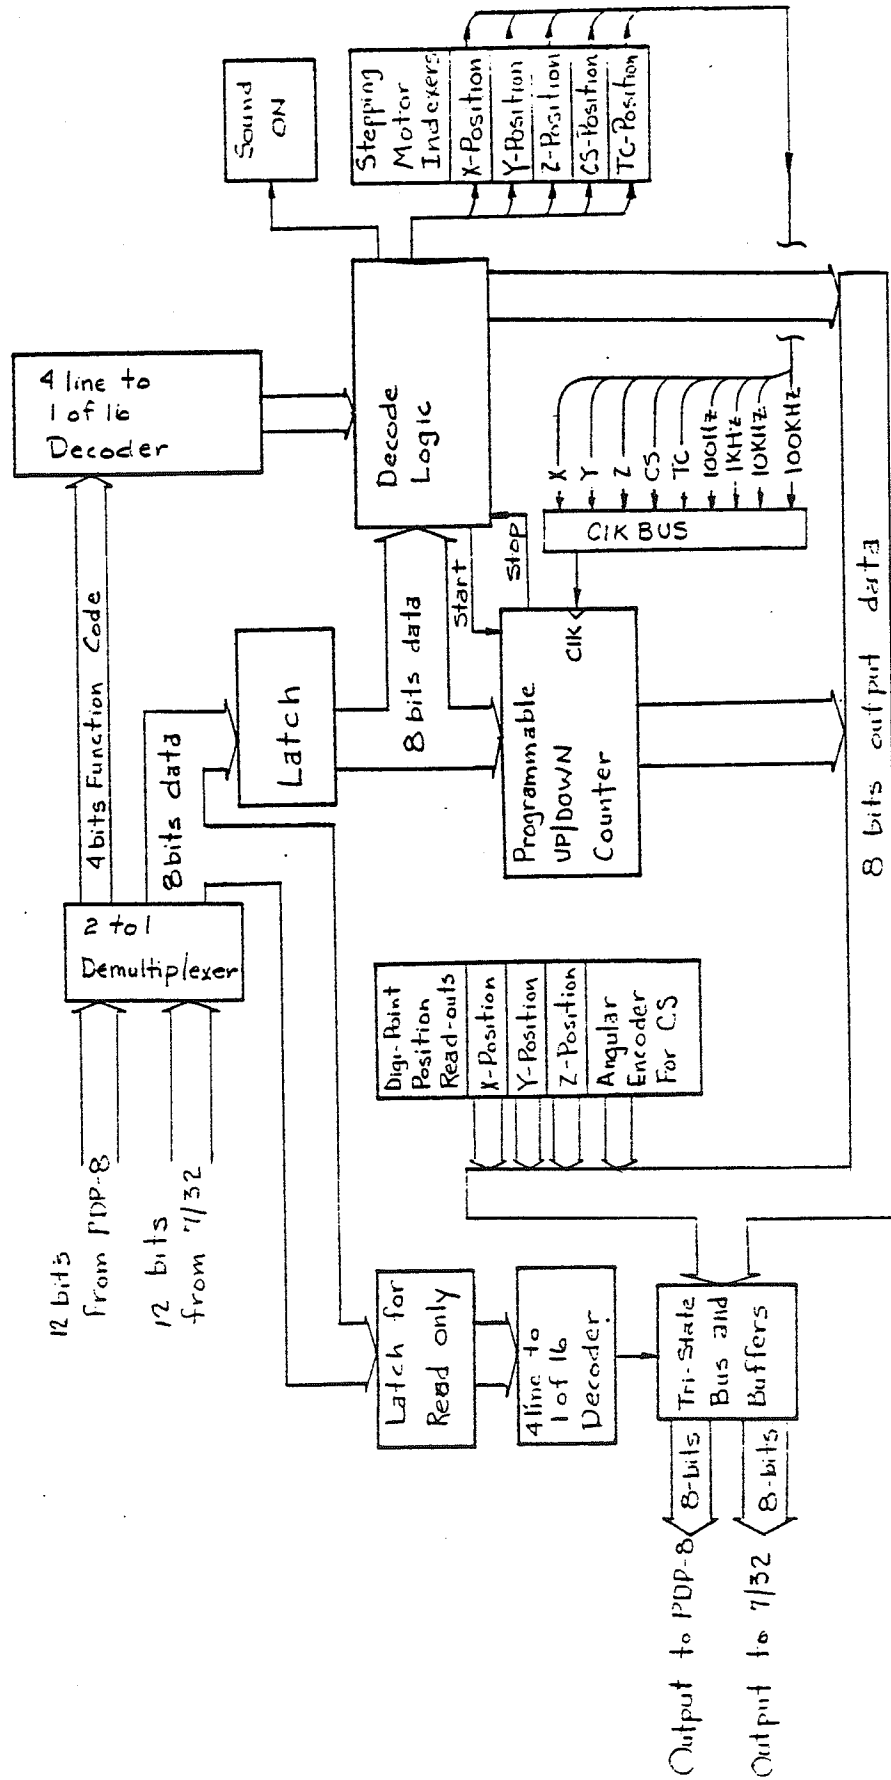 12 bits
from PDP-8
12 bits
from 7/32
2 to 1
Demultiplexer
4 bits Function Code
8 bits data
4 line to
1 of 16
Decoder
Latch
8 bits data
Decode
Logic
Sound
ON
Stepping
Motor
Indexers
X-Position
Y-Position
Z-Position
CS-Position
TC-Position
Start
Stop
Programmable
UP/DOWN
Counter
ClK
ClK BUS
X
Y
Z
CS
TC
100Hz
1KHz
10KHz
100KHz
Digi-Point
Position
Read-outs
X-Position
Y-Position
Z-Position
Angular
Encoder
For CS
Latch for
Read only
4 line to
1 of 16
Decoder
Tri-State
Bus and
Buffers
8 bits output data
8-bits
8-bits
Output to PDP-8
Output to 7/32